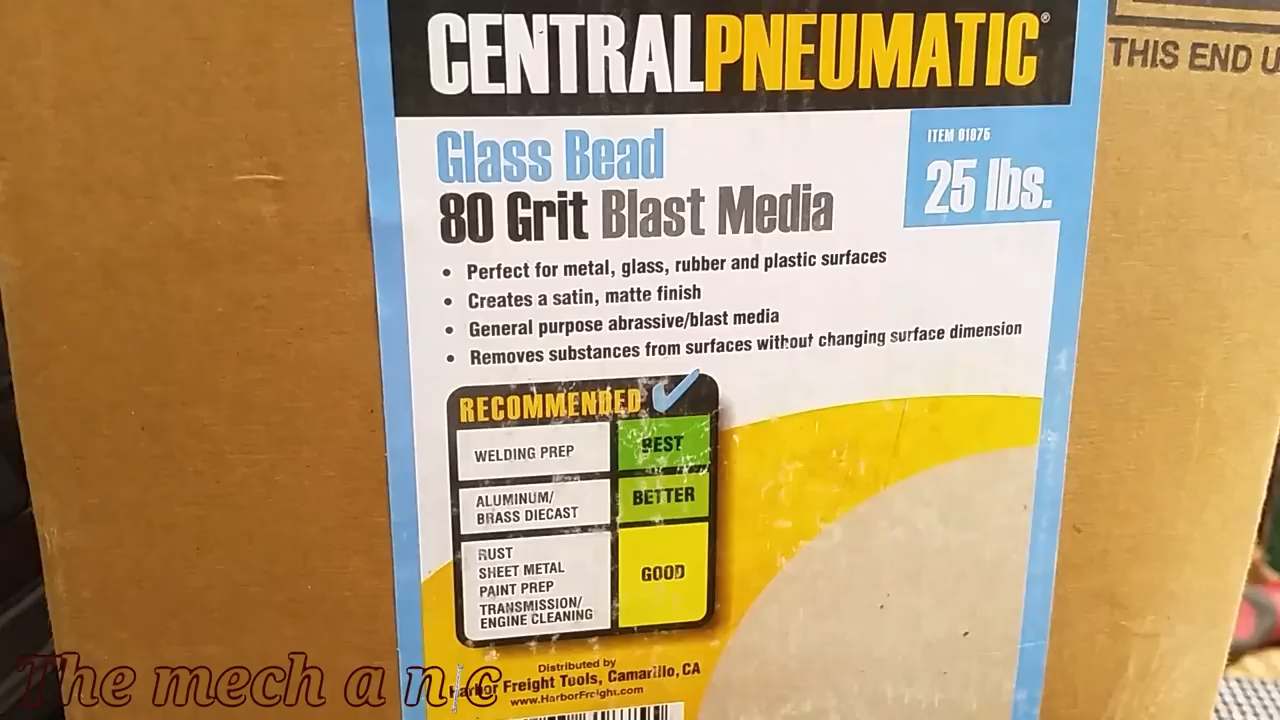 CENTRALPNEUMATIC®
THIS END U
Glass Bead
80 Grit Blast Media
ITEM 61875
25 lbs.
• Perfect for metal, glass, rubber and plastic surfaces
• Creates a satin, matte finish
• General purpose abrassive/blast media
• Removes substances from surfaces without changing surface dimension
RECOMMENDED
WELDING PREP
BEST
ALUMINUM/
BRASS DIECAST
BETTER
RUST
SHEET METAL
PAINT PREP
TRANSMISSION/
ENGINE CLEANING
GOOD
Distributed by
Harbor Freight Tools, Camarillo, CA
www.HarborFreight.com
The mech a n/c